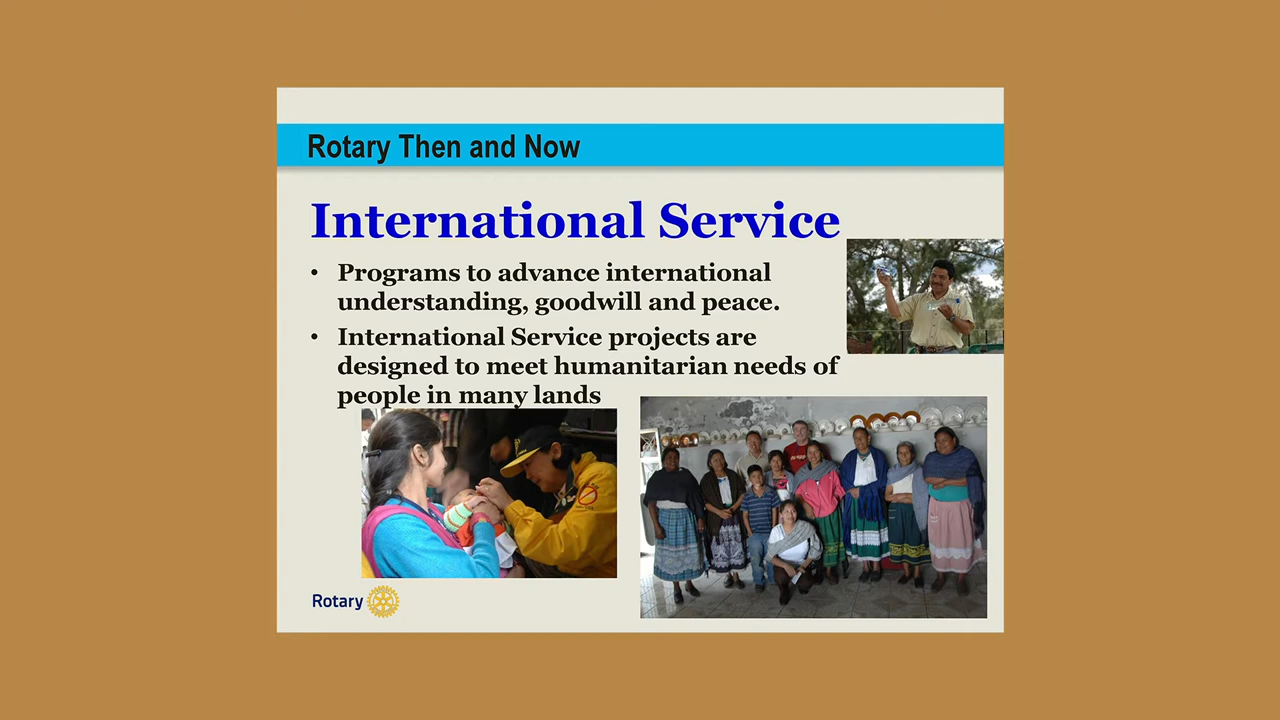 Rotary Then and Now
International Service
• Programs to advance international
understanding, goodwill and peace.
• International Service projects are
designed to meet humanitarian needs of
people in many lands
Rotary